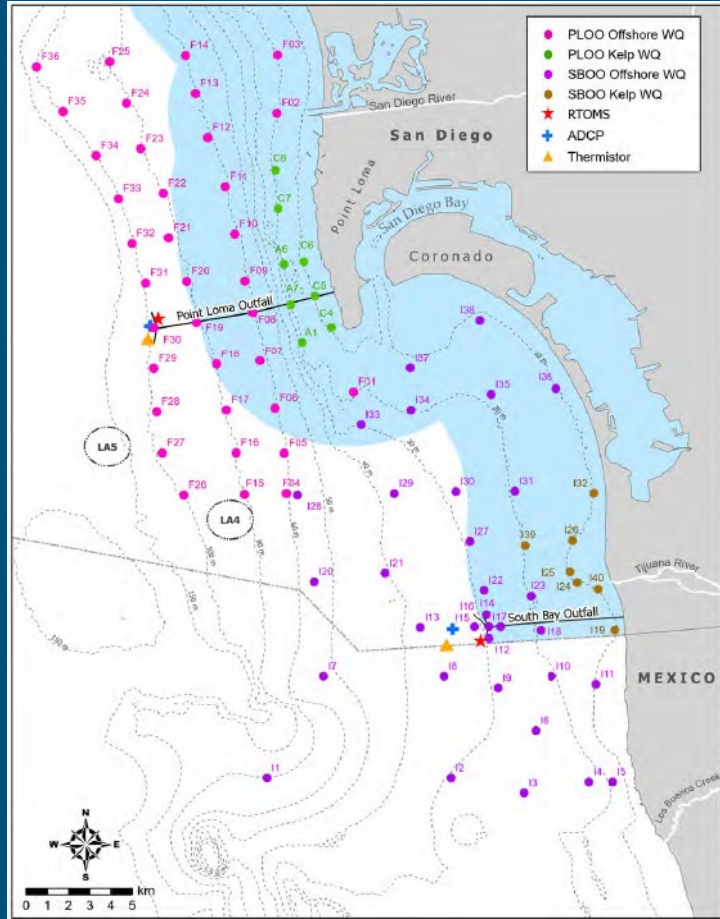 F36
F25
F14
F03
PLOO Offshore WQ
PLOO Kelp WQ
SBOO Offshore WQ
SBOO Kelp WQ
RTOMS
ADCP
Thermistor
F35
F24
F13
F02
San Diego River
San Diego
F34
F23
F12
F33
F22
F11
C8
C7
Point Loma
San Diego Bay
F32
F21
F10
A6
C6
Coronado
F31
F20
F09
A7
C5
Point Loma Outfall
F30
F19
F08
A1
C4
I38
F29
F18
F07
I37
I36
F28
F17
F06
F01
I33
I34
I35
20 m
LA5
F27
F16
F05
F26
F15
F04
I28
I29
I30
I31
I32
LA4
I27
I39
I26
I20
I21
I22
I23
I25
I24
I40
Tijuana River
I13
I16
I14
I15
I17
I12
I18
I19
South Bay Outfall
I7
I8
I9
I10
I11
MEXICO
I6
I1
I2
I3
I4
I5
Los Buenos Creek
N
W
E
S
0 1 2 3 4 5 km